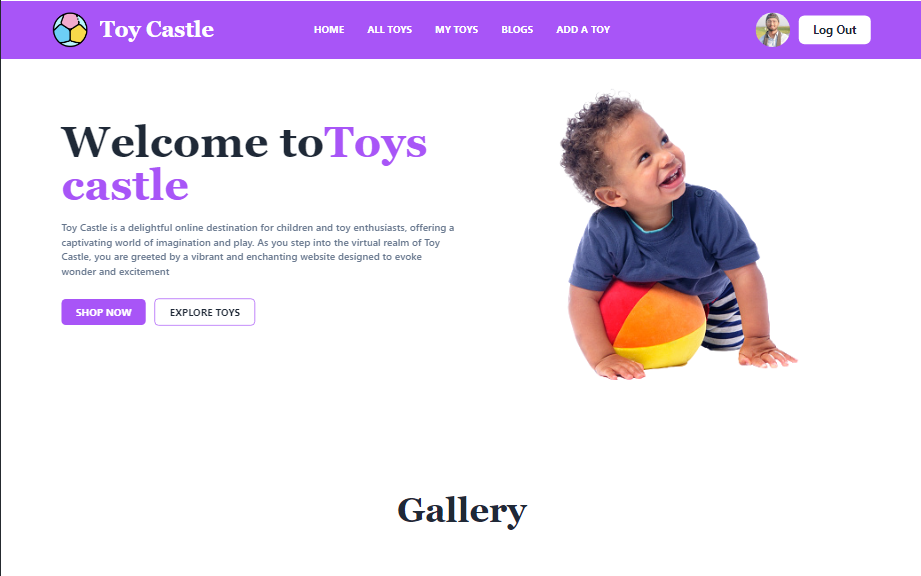 Toy Castle
HOME ALL TOYS MY TOYS BLOGS ADD A TOY
Log Out
Welcome toToys
castle
Toy Castle is a delightful online destination for children and toy enthusiasts, offering a
captivating world of imagination and play. As you step into the virtual realm of Toy
Castle, you are greeted by a vibrant and enchanting website designed to evoke
wonder and excitement
SHOP NOW EXPLORE TOYS
Gallery